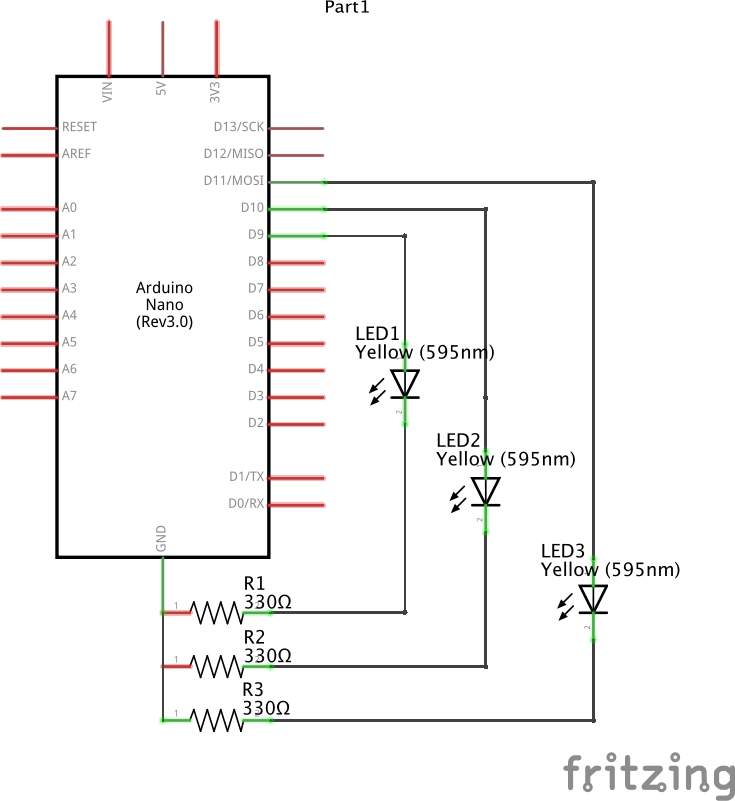 Part1
VIN
5V
3V3
RESET
D13/SCK
AREF
D12/MISO
D11/MOSI
A0
D10
A1
D9
A2
D8
A3
D7
Arduino
Nano
(Rev3.0)
A4
D6
A5
D5
A6
D4
A7
D3
D2
D1/TX
D0/RX
GND
LED1
Yellow (595nm)
2
LED2
Yellow (595nm)
2
LED3
Yellow (595nm)
2
R1
330Ω
1
R2
330Ω
1
R3
330Ω
1
fritzing